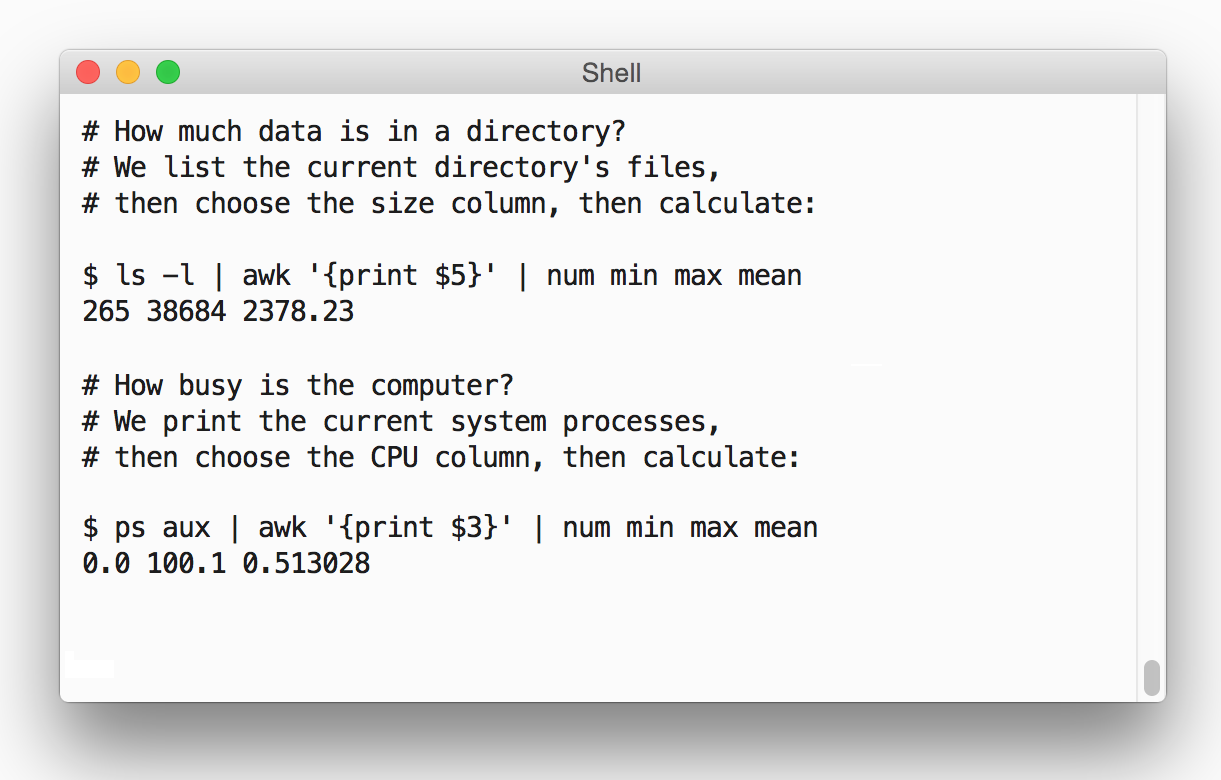 Shell
# How much data is in a directory?
# We list the current directory's files,
# then choose the size column, then calculate:
$ ls -l | awk '{print $5}' | num min max mean
265 38684 2378.23
# How busy is the computer?
# We print the current system processes,
# then choose the CPU column, then calculate:
$ ps aux | awk '{print $3}' | num min max mean
0.0 100.1 0.513028